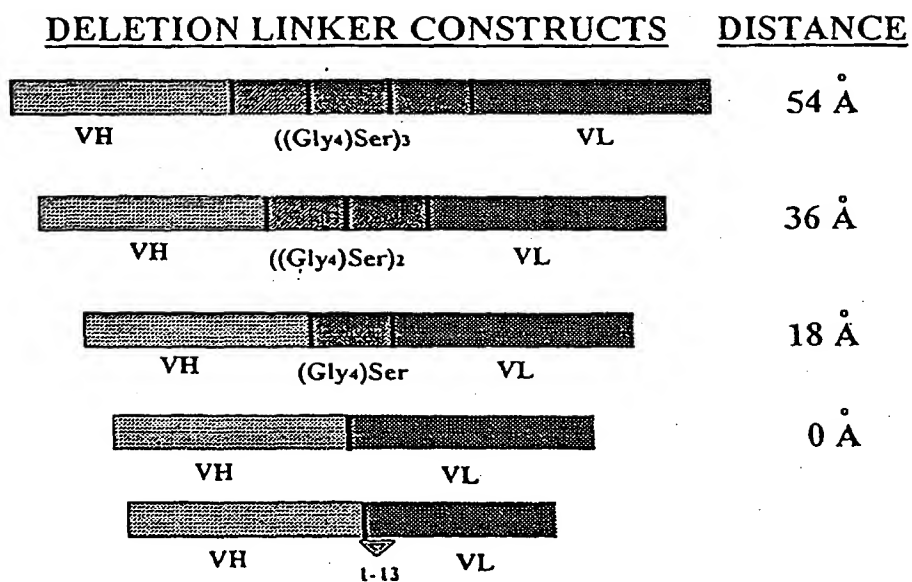 DELETION LINKER CONSTRUCTS DISTANCE
54 Å
VH ((Gly4)Ser)3 VL
36 Å
VH ((Gly4)Ser)2 VL
18 Å
VH (Gly4)Ser VL
0 Å
VH VL
VH 1-13 VL